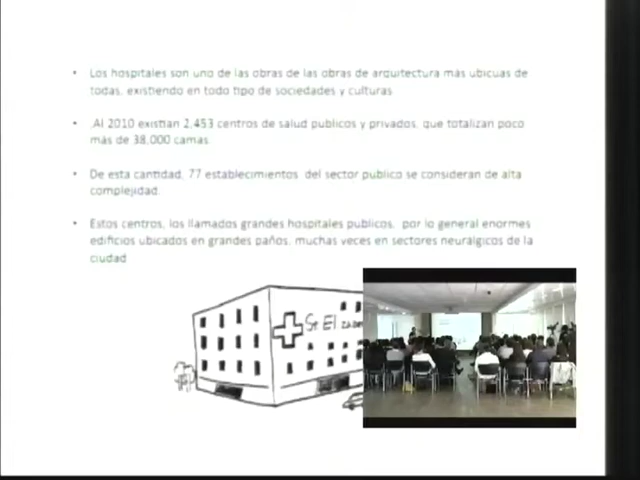 • Los hospitales son uno de las obras de las obras de arquitectura más ubicuas de
todas, existiendo en todo tipo de sociedades y culturas
• .Al 2010 existían 2,453 centros de salud publicos y privados, que totalizan poco
más de 38,000 camas.
• De esta cantidad, 77 establecimientos del sector publico se consideran de alta
complejidad.
• Estos centros, los llamados grandes hospitales publicos, por lo general enormes
edificios ubicados en grandes paños, muchas veces en sectores neurálgicos de la
ciudad
St. El